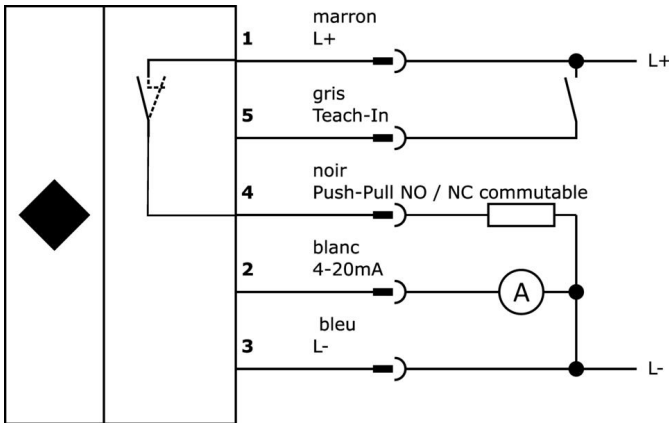 marron
1 L+
L+
gris
5 Teach-In
noir
4 Push-Pull NO / NC commutable
blanc
2 4-20mA
A
bleu
3 L-
L-